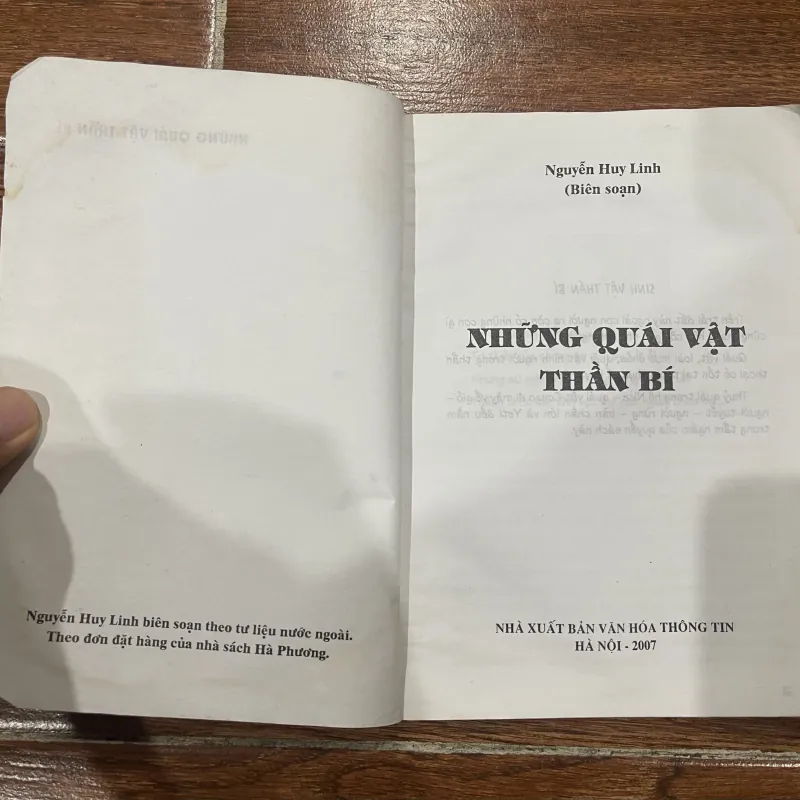 Nguyễn Huy Linh biên soạn theo tư liệu nước ngoài.
Theo đơn đặt hàng của nhà sách Hà Phương.
Nguyễn Huy Linh
(Biên soạn)
NHỮNG QUÁI VẬT
THẦN BÍ
NHÀ XUẤT BẢN VĂN HÓA THÔNG TIN
HÀ NỘI - 2007